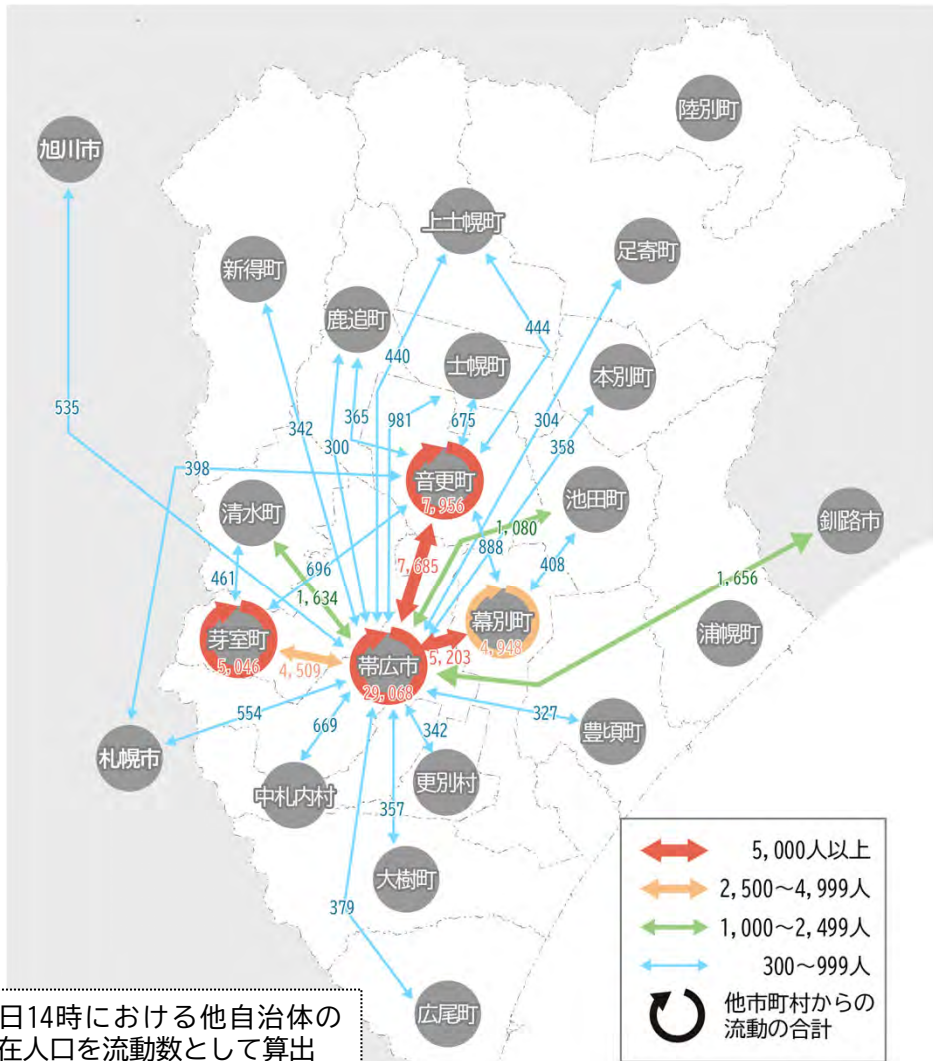 陸別町
旭川市
上士幌町
足寄町
新得町
鹿追町
444
440
士幌町
本別町
535
365
981
675
304
342
300
358
398
音更町
7,956
池田町
清水町
1,080
釧路市
888
7,685
408
696
1,656
461
1,634
幕別町
4,948
浦幌町
芽室町
5,046
4,509
帯広市
29,068
5,203
554
327
669
342
豊頃町
札幌市
中札内村
更別村
357
大樹町
379
広尾町
5,000人以上
2,500～4,999人
1,000～2,499人
300～999人
他市町村からの
流動の合計
日14時における他自治体の
在人口を流動数として算出